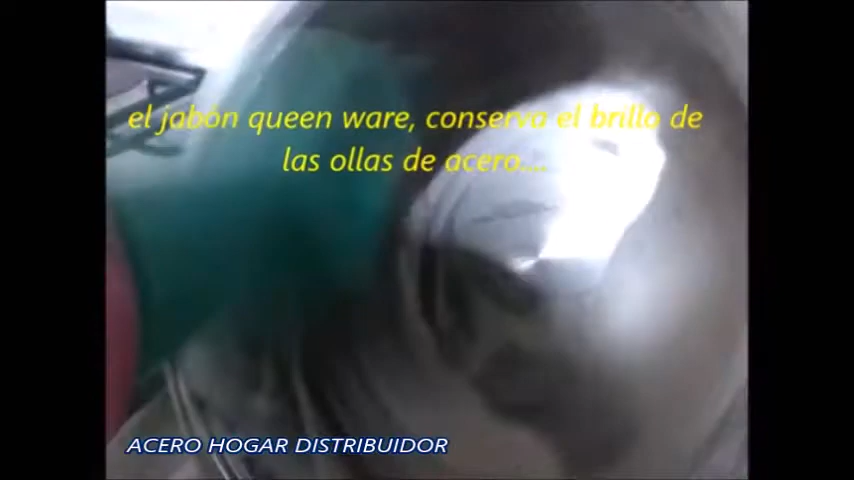 el jabón queen ware, conserva el brillo de
las ollas de acero....
ACERO HOGAR DISTRIBUIDOR